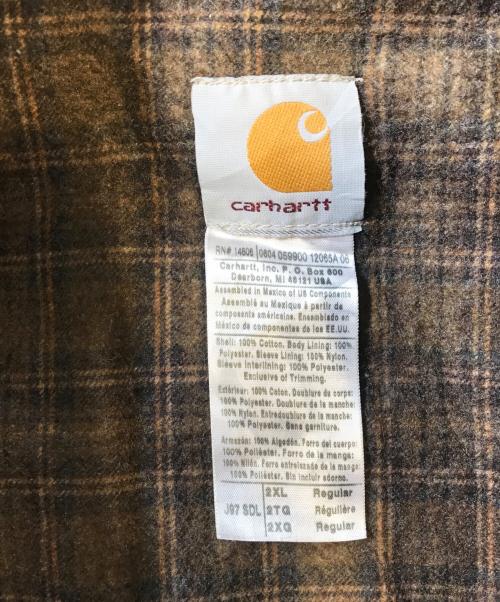 carhartt
RN# 14806 0604 059900 12065A 06
Carhartt, Inc. P. O. Box 600
Dearborn, MI 48121 USA
Assembled in Mexico of US Components
Assemblé au Mexique à partir de
composants américains. Ensamblado en
México de componentes de los EE.UU.
Shell: 100% Cotton. Body Lining: 100%
Polyester. Sleeve Lining: 100% Nylon.
Sleeve Interlining: 100% Polyester.
Exclusive of Trimming.
Extérieur: 100% Coton. Doublure de corps:
100% Polyester. Doublure de la manche:
100% Nylon. Entredoublure de la manche:
100% Polyester. Sans garniture.
Armazón: 100% Algodón. Forro del cuerpo:
100% Poliéster. Forro de la manga:
100% Nilón. Forro entrelazado de la manga:
100% Poliéster. Sin incluir adorno.
2XL Regular
J97 SDL 2TG Régulière
2XG Regular